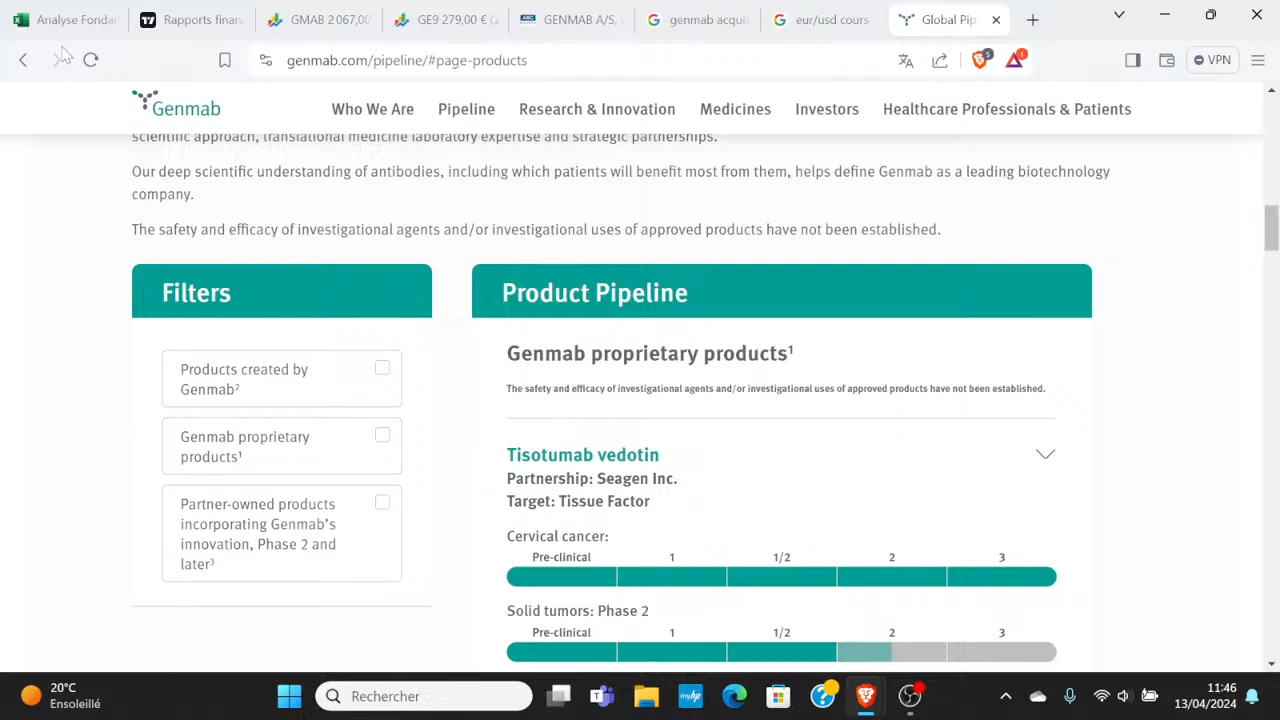 Analyse Fondan
Rapports finan
GMAB 2 067,00
GE9 279,00 € (
GENMAB A/S,
genmab acquis
eur/usd cours
Global Pip
genmab.com/pipeline/#page-products
5
1
VPN
Genmab
Who We Are
Pipeline
Research & Innovation
Medicines
Investors
Healthcare Professionals & Patients
scientific approach, translational medicine laboratory expertise and strategic partnerships.
Our deep scientific understanding of antibodies, including which patients will benefit most from them, helps define Genmab as a leading biotechnology
company.
The safety and efficacy of investigational agents and/or investigational uses of approved products have not been established.
Filters
Products created by
Genmab²
Genmab proprietary
products¹
Partner-owned products
incorporating Genmab's
innovation, Phase 2 and
later³
Product Pipeline
Genmab proprietary products¹
The safety and efficacy of investigational agents and/or investigational uses of approved products have not been established.
Tisotumab vedotin
Partnership: Seagen Inc.
Target: Tissue Factor
Cervical cancer:
Pre-clinical 1 1/2 2 3
Solid tumors: Phase 2
Pre-clinical 1 1/2 2 3
20°C
Ensoleillé
Rechercher
11:46
13/04/2024